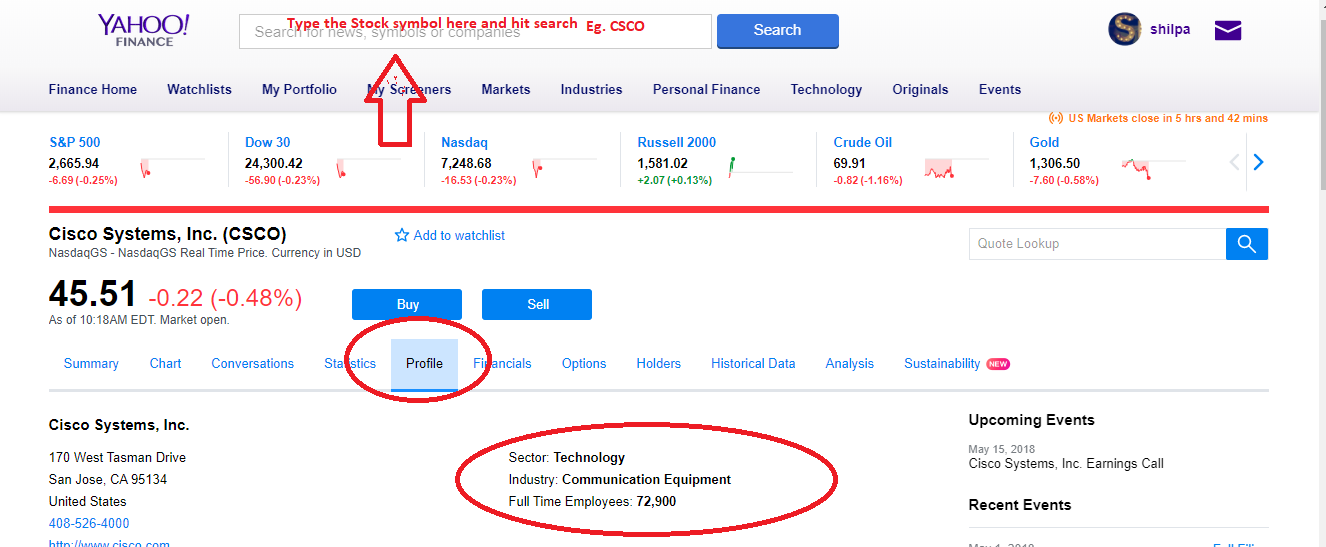 YAHOO!
FINANCE
Type the Stock symbol here and hit search Eg. CSCO
Search for news, symbols or companies
Search
shilpa
Finance Home Watchlists My Portfolio My Screeners Markets Industries Personal Finance Technology Originals Events
US Markets close in 5 hrs and 42 mins
S&P 500 Dow 30 Nasdaq Russell 2000 Crude Oil Gold
2,665.94 24,300.42 7,248.68 1,581.02 69.91 1,306.50
-6.69 (-0.25%) -56.90 (-0.23%) -16.53 (-0.23%) +2.07 (+0.13%) -0.82 (-1.16%) -7.60 (-0.58%)
Cisco Systems, Inc. (CSCO) Add to watchlist
Quote Lookup
NasdaqGS - NasdaqGS Real Time Price. Currency in USD
45.51 -0.22 (-0.48%) Buy Sell
As of 10:18AM EDT. Market open.
Summary Chart Conversations Statistics Profile Financials Options Holders Historical Data Analysis Sustainability NEW
Cisco Systems, Inc.
170 West Tasman Drive
San Jose, CA 95134
United States
408-526-4000
http://www.cisco.com
Sector: Technology
Industry: Communication Equipment
Full Time Employees: 72,900
Upcoming Events
May 15, 2018
Cisco Systems, Inc. Earnings Call
Recent Events
May 1, 2018